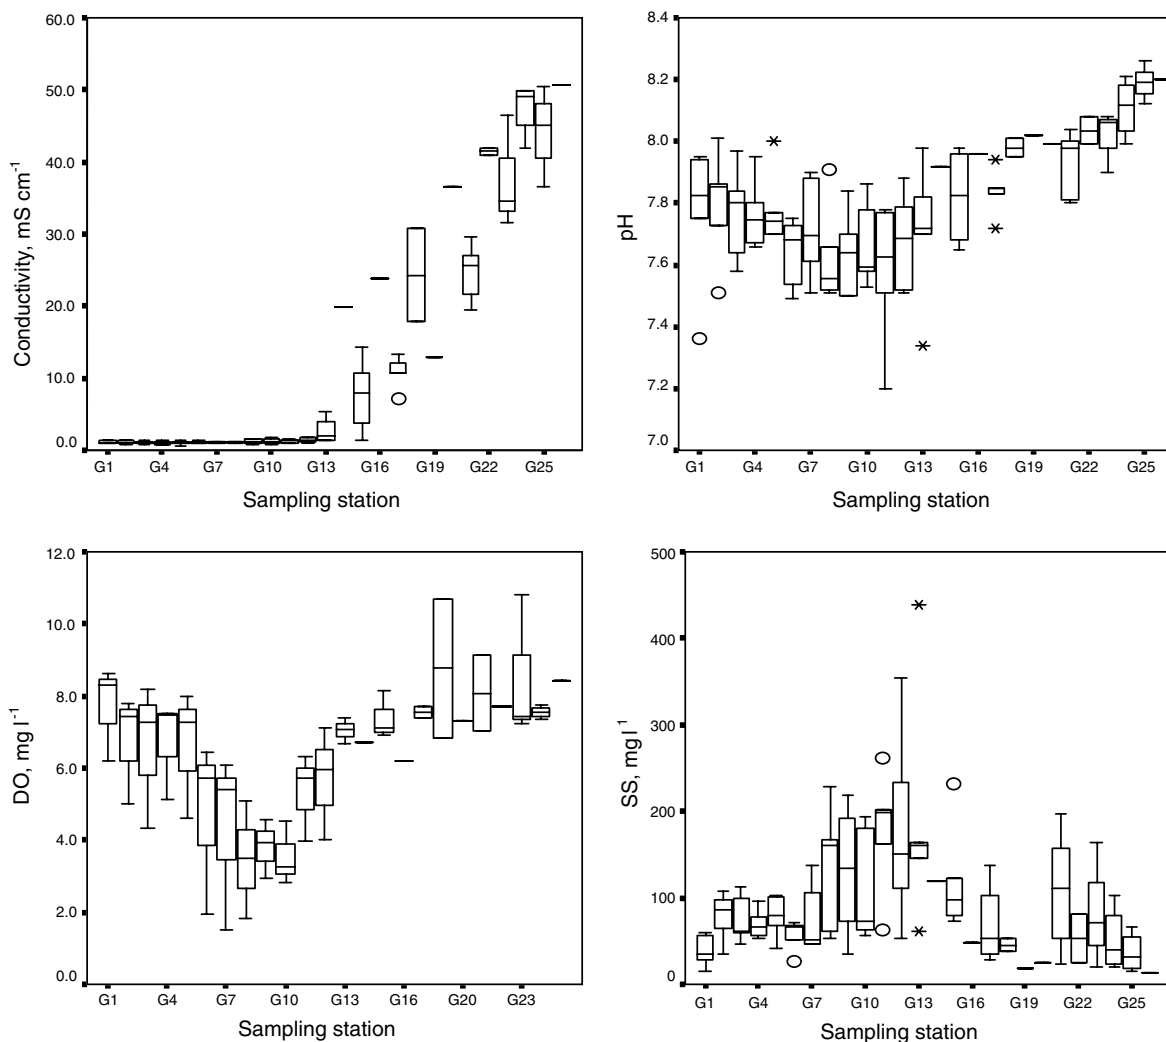 60.0
50.0
40.0
30.0
20.0
10.0
0.0
Conductivity, mS cm-1
G1 G4 G7 G10 G13 G16 G19 G22 G25
Sampling station
8.4
8.2
8.0
7.8
7.6
7.4
7.2
7.0
pH
G1 G4 G7 G10 G13 G16 G19 G22 G25
Sampling station
12.0
10.0
8.0
6.0
4.0
2.0
0.0
DO, mg l-1
G1 G4 G7 G10 G13 G16 G20 G23
Sampling station
500
400
300
200
100
0
SS, mg l1
G1 G4 G7 G10 G13 G16 G19 G22 G25
Sampling station